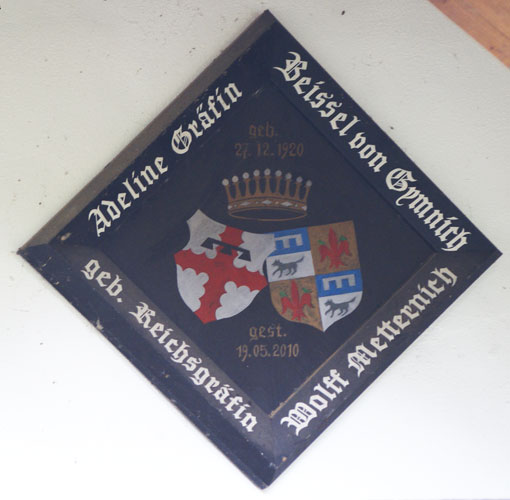 Adeline Gräfin
Beissel von Gymnich
geb.
27.12.1920
gest.
19.05.2010
geb. Reichsgräfin
Wolff Metternich